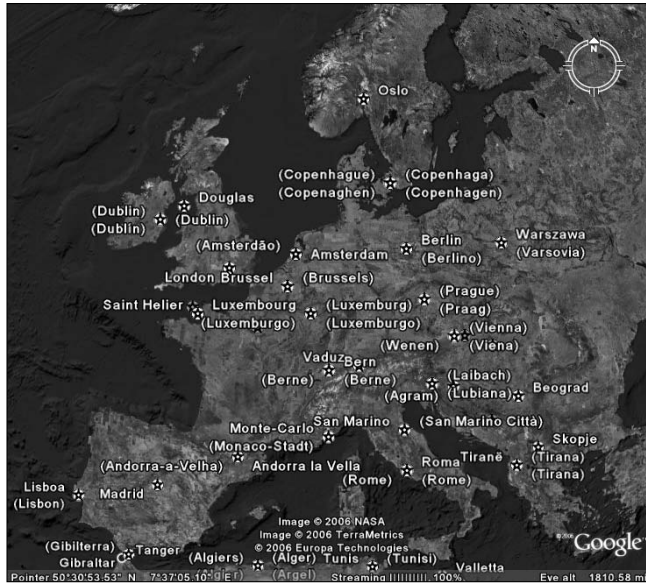 N
Oslo
(Copenhague) (Copenhaga)
(Copenaghen) (Copenhagen)
Douglas
(Dublin) (Dublin)
(Dublin)
Warszawa
(Varsovia)
Berlin
(Berlino)
(Amsterdão)
Amsterdam
London Brussel (Brussels)
(Prague)
(Praag)
Saint Helier Luxembourg (Luxemburg)
(Luxemburgo) (Luxemburgo)
(Vienna)
(Wenen) (Viena)
Vaduz Bern
(Berne) (Berne)
(Laibach)
(Agram) (Lubiana)
Beograd
Monte-Carlo San Marino (San Marino Città)
(Monaco-Stadt)
Skopje
Tiranë (Tirana)
(Tirana)
(Andorra-a-Velha) Andorra la Vella
Roma
(Rome) (Rome)
Lisboa Madrid
(Lisbon)
Image © 2006 NASA
Image © 2006 TerraMetrics
© 2006 Europa Technologies
©2006 Google
(Gibilterra) Tanger
Gibraltar
(Algiers) (Alger) Tunis (Tunisi)
(Argel)
Valletta
Pointer 50°30'53.53" N 7°37'05.10" E Streaming ||||||||| 100% Eye alt 1810.58 mi